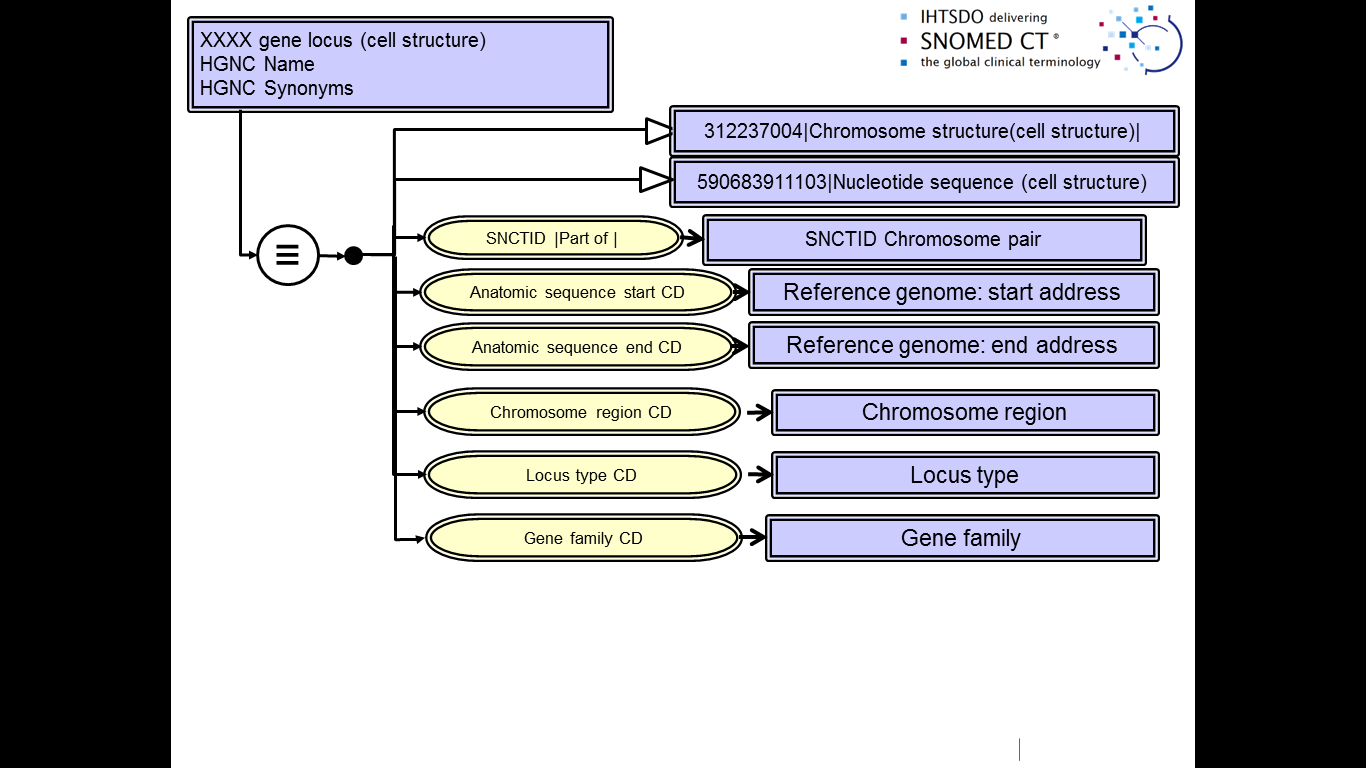 IHTSDO delivering
SNOMED CT ®
the global clinical terminology
XXXX gene locus (cell structure)
HGNC Name
HGNC Synonyms
312237004|Chromosome structure(cell structure)|
590683911103|Nucleotide sequence (cell structure)
SNCTID |Part of |
SNCTID Chromosome pair
Anatomic sequence start CD
Reference genome: start address
Anatomic sequence end CD
Reference genome: end address
Chromosome region CD
Chromosome region
Locus type CD
Locus type
Gene family CD
Gene family